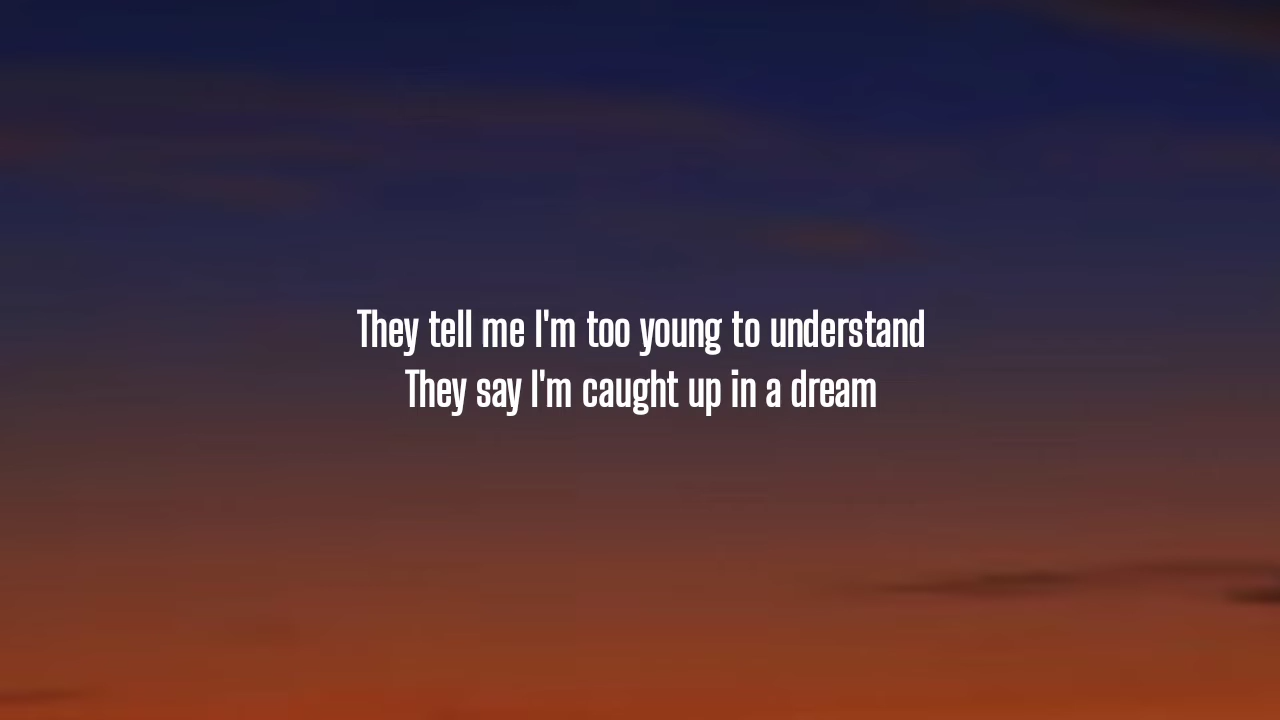 They tell me I'm too young to understand
They say I'm caught up in a dream